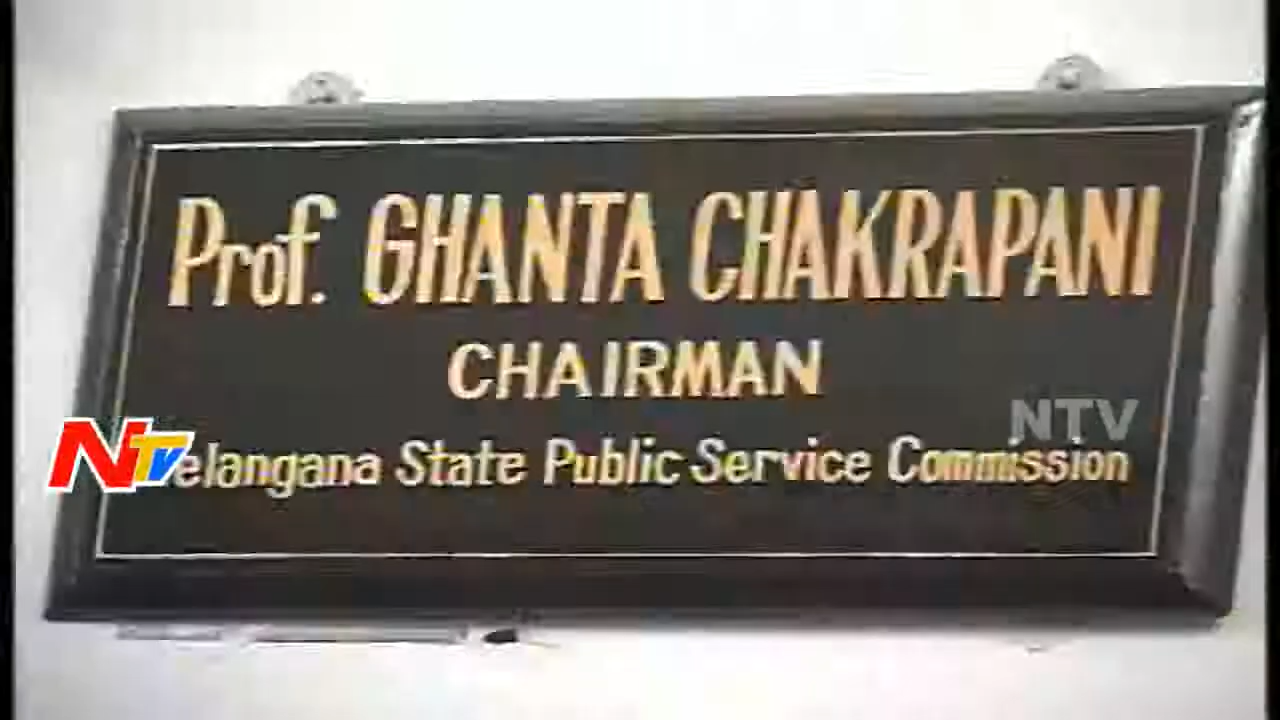 Prof. GHANTA CHAKRAPANI
CHAIRMAN
NTV
NTV elangana State Public Service Commission